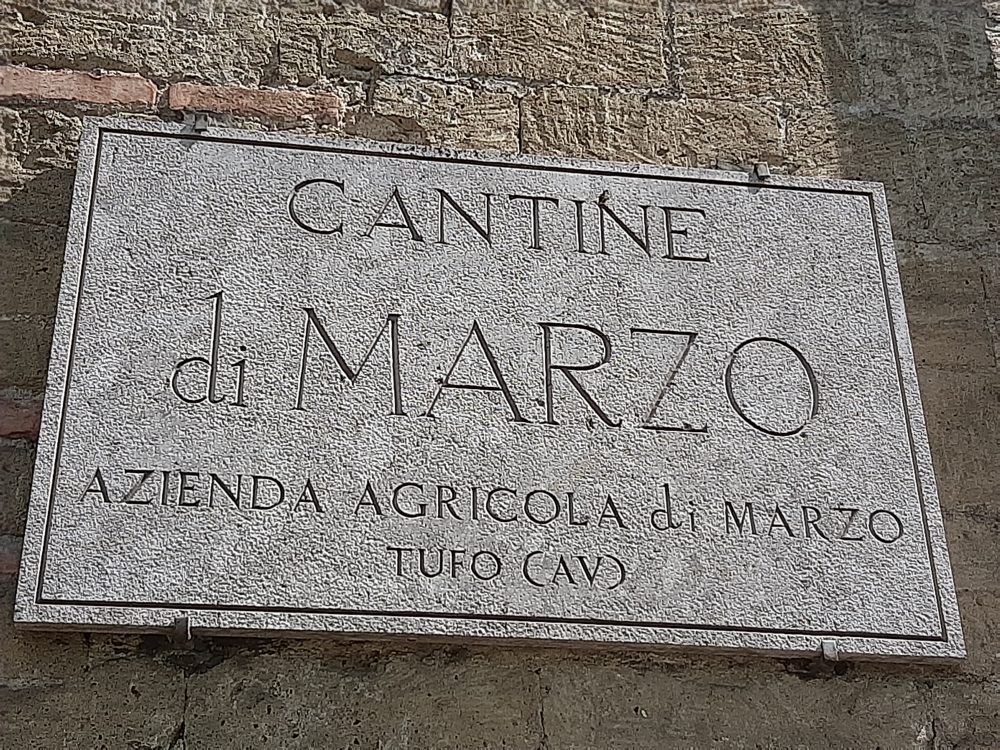 CANTINE
di MARZO
AZIENDA AGRICOLA di MARZO
TUFO (AV)